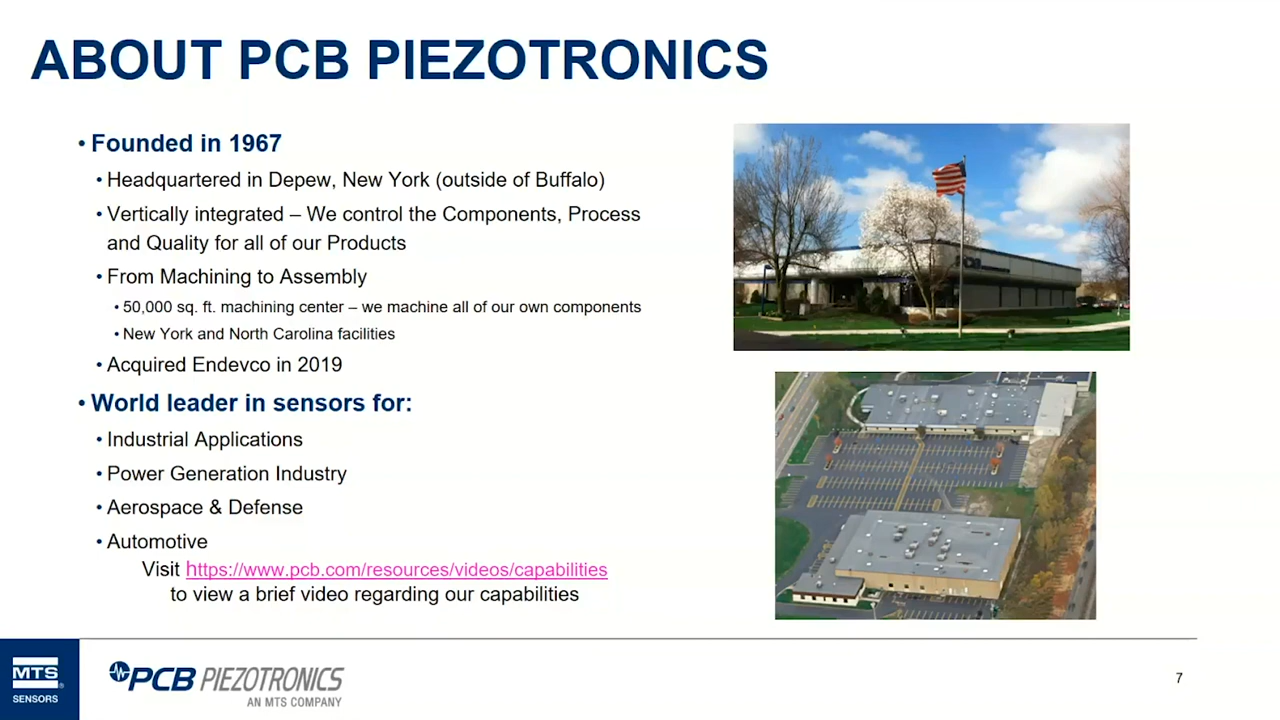 ABOUT PCB PIEZOTRONICS
• Founded in 1967
• Headquartered in Depew, New York (outside of Buffalo)
• Vertically integrated – We control the Components, Process
and Quality for all of our Products
• From Machining to Assembly
• 50,000 sq. ft. machining center – we machine all of our own components
• New York and North Carolina facilities
• Acquired Endevco in 2019
• World leader in sensors for:
• Industrial Applications
• Power Generation Industry
• Aerospace & Defense
• Automotive
Visit https://www.pcb.com/resources/videos/capabilities
to view a brief video regarding our capabilities
PCB
MTS
®
SENSORS
PCB PIEZOTRONICS
AN MTS COMPANY
7